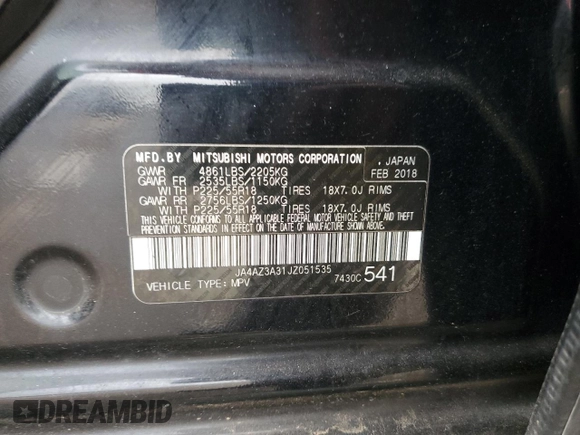 MFD.BY MITSUBISHI MOTORS CORPORATION , JAPAN
GVWR 4861LBS/2205KG FEB 2018
GAWR FR 2535LBS/1150KG
WITH P225/55R18 TIRES 18X7.0J RIMS
GAWR RR 2756LBS/1250KG
WITH P225/55R18 TIRES 18X7.0J RIMS
THIS VEHICLE CONFORMS TO ALL APPLICABLE FEDERAL MOTOR VEHICLE SAFETY AND THEFT
PREVENTION STANDARDS IN EFFECT ON THE DATE OF MANUFACTURE SHOWN ABOVE.
JA4AZ3A31JZ051535
VEHICLE TYPE: MPV 7430C 541
DREAMBID